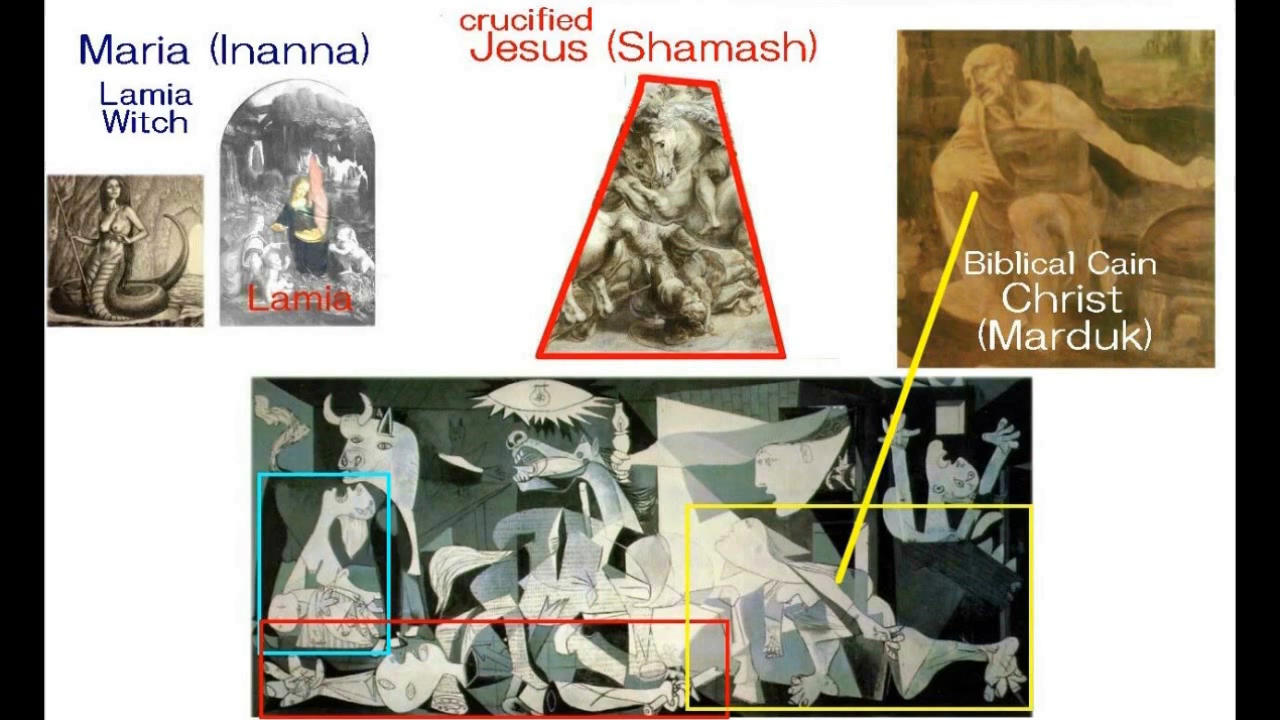 Maria (Inanna)
Lamia
Witch
Lamia
crucified
Jesus (Shamash)
Biblical Cain
Christ
(Marduk)